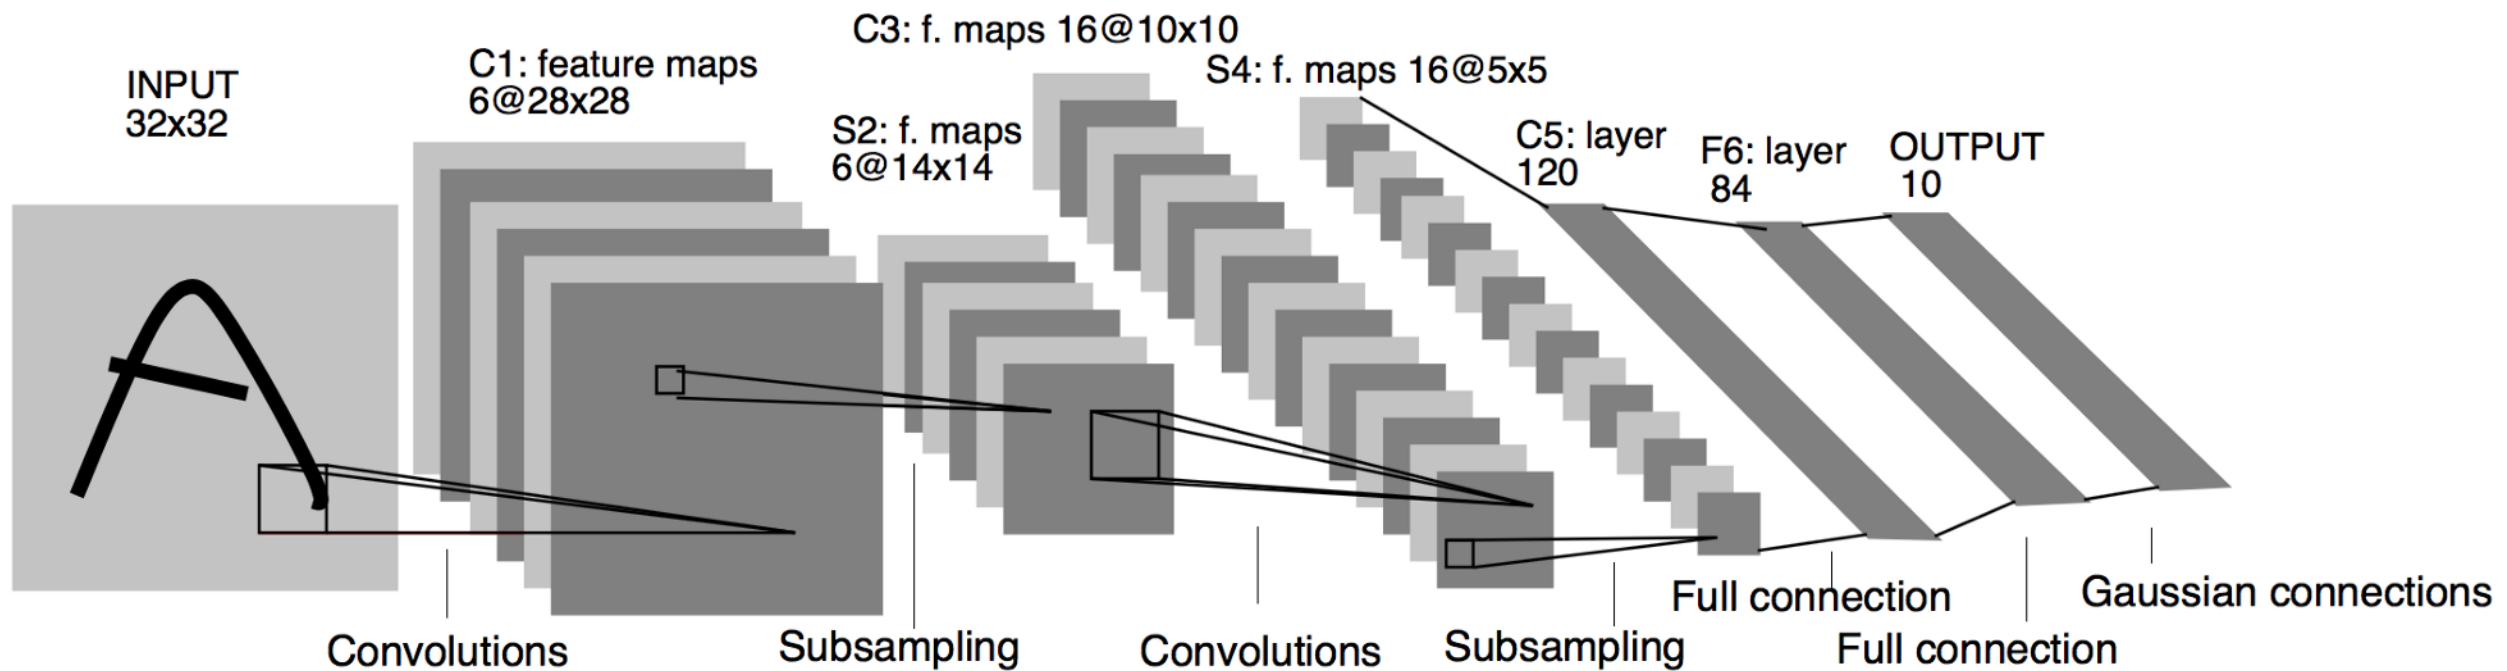 INPUT
32x32
C1: feature maps
6@28x28
S2: f. maps
6@14x14
C3: f. maps 16@10x10
S4: f. maps 16@5x5
C5: layer
120
F6: layer
84
OUTPUT
10
Convolutions
Subsampling
Convolutions
Subsampling
Full connection
Full connection
Gaussian connections
A